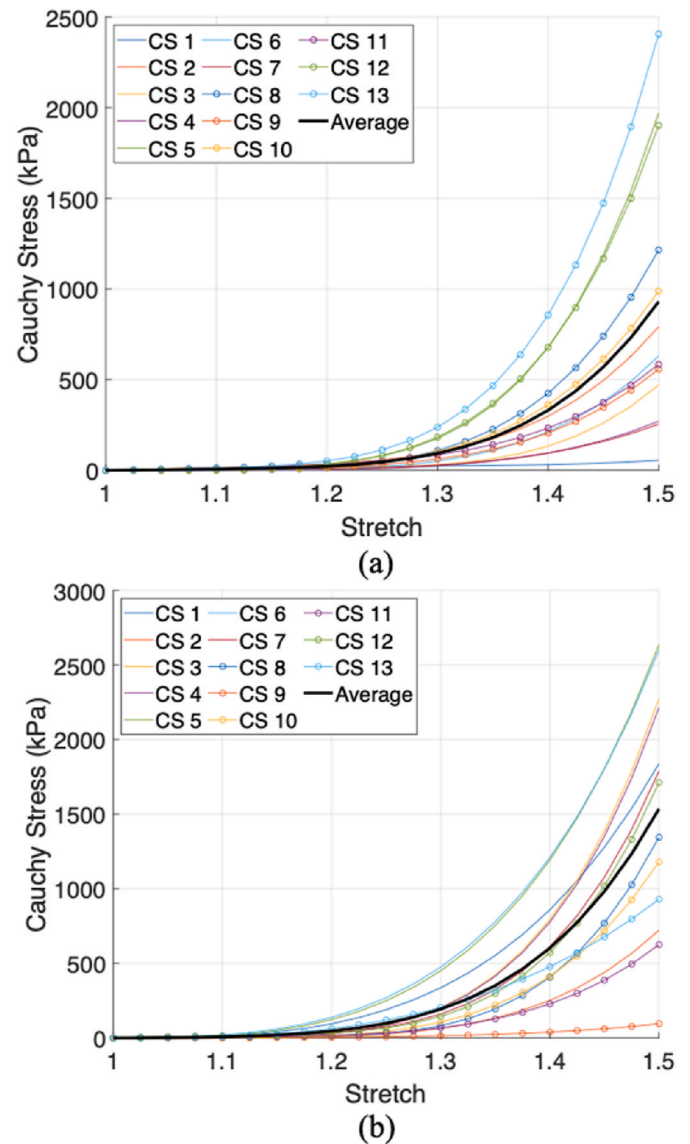 2500
CS 1 CS 6 CS 11
CS 2 CS 7 CS 12
CS 3 CS 8 CS 13
CS 4 CS 9 Average
CS 5 CS 10
2000
1500
1000
500
0
Cauchy Stress (kPa)
1 1.1 1.2 1.3 1.4 1.5
Stretch
(a)
3000
CS 1 CS 6 CS 11
CS 2 CS 7 CS 12
CS 3 CS 8 CS 13
CS 4 CS 9 Average
CS 5 CS 10
2500
2000
1500
1000
500
0
Cauchy Stress (kPa)
1 1.1 1.2 1.3 1.4 1.5
Stretch
(b)